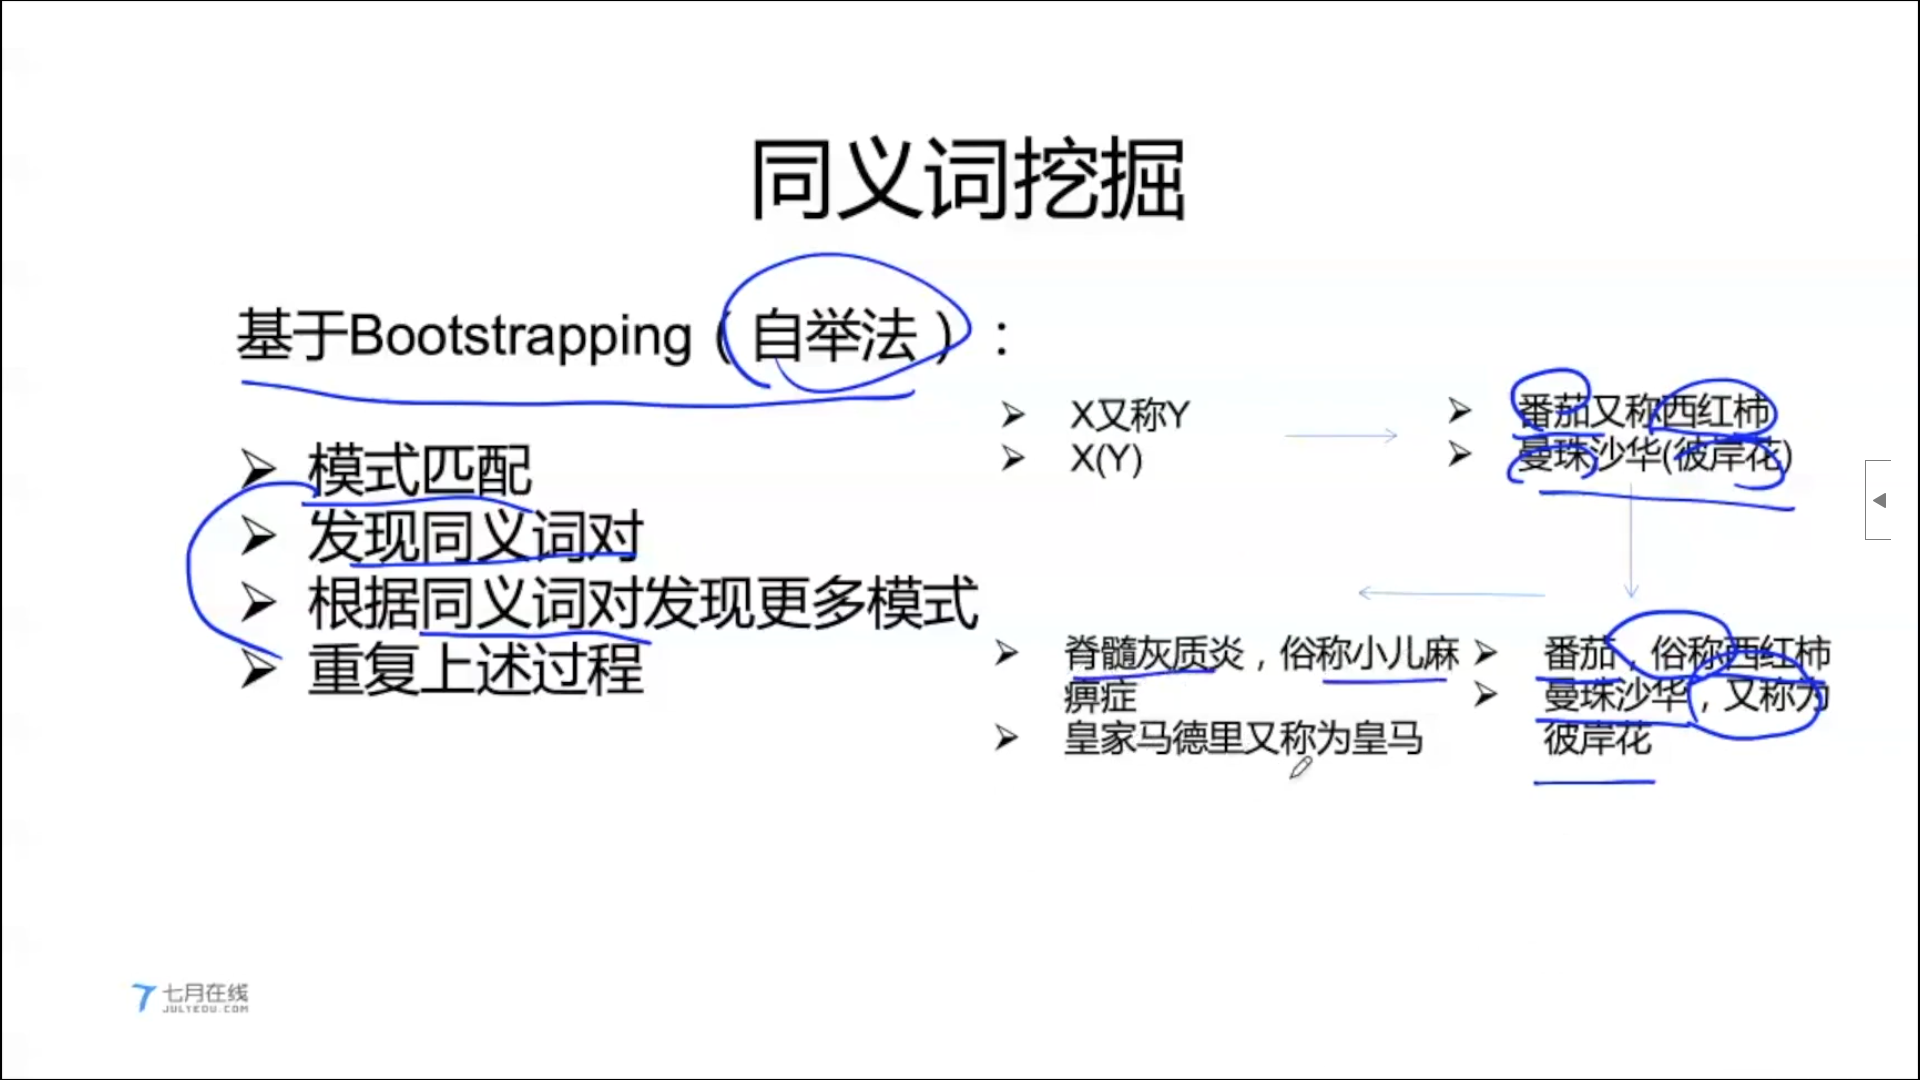 同义词挖掘
基于Bootstrapping（自举法）：
模式匹配
发现同义词对
根据同义词对发现更多模式
重复上述过程
X又称Y
X(Y)
番茄又称西红柿
曼珠沙华(彼岸花)
脊髓灰质炎，俗称小儿麻
痹症
皇家马德里又称为皇马
番茄，俗称西红柿
曼珠沙华，又称为
彼岸花
七月在线
JULYEDU.COM